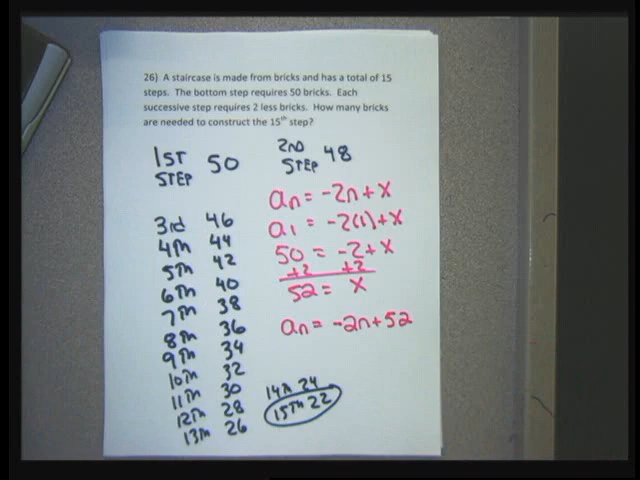 26) A staircase is made from bricks and has a total of 15
steps. The bottom step requires 50 bricks. Each
successive step requires 2 less bricks. How many bricks
are needed to construct the 15th step?
1ST STEP 50
2ND STEP 48
3rd 46
4th 44
5th 42
6th 40
7th 38
8th 36
9th 34
10th 32
11th 30
12th 28
13th 26
14th 24
15th 22
an = -2n + x
a1 = -2(1) + x
50 = -2 + x
+2 +2
52 = x
an = -2n + 52